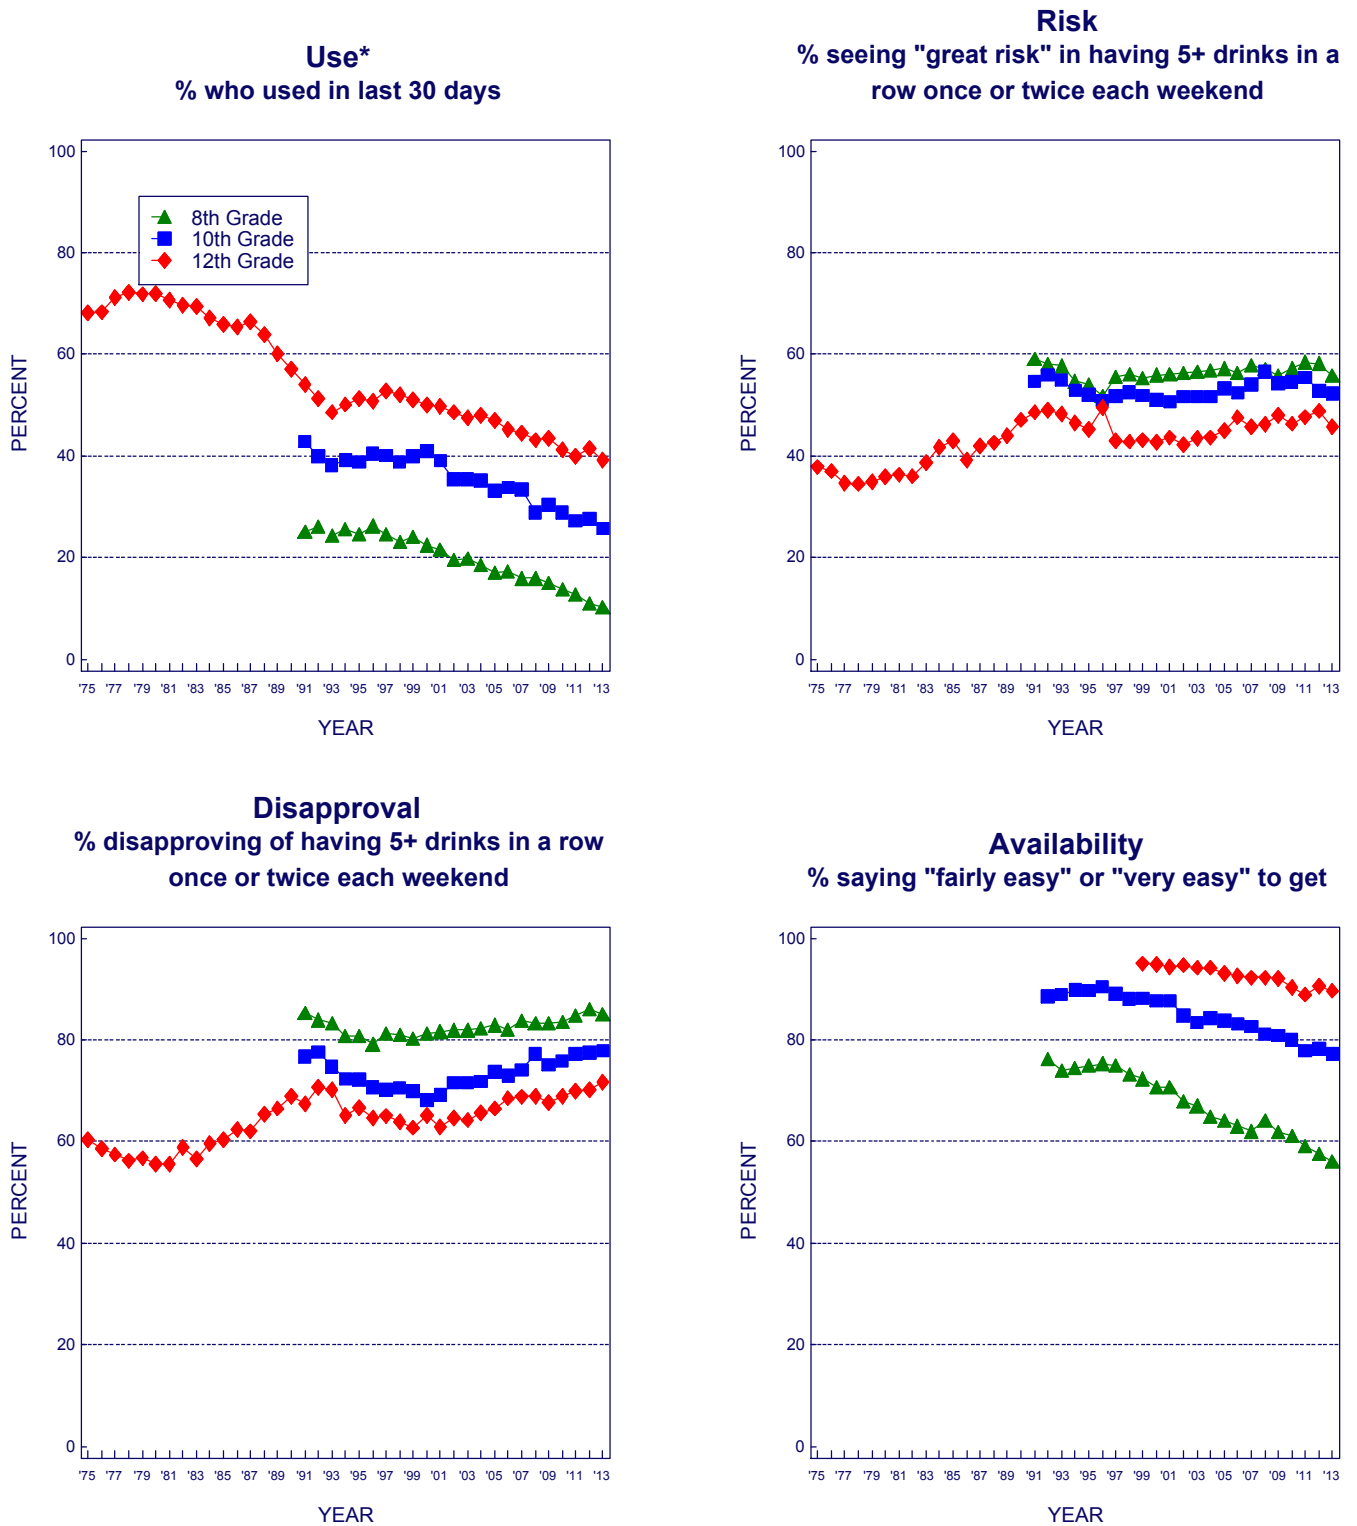 Use*
% who used in last 30 days
100
80
60
40
20
0
PERCENT
8th Grade
10th Grade
12th Grade
'75 '77 '79 '81 '83 '85 '87 '89 '91 '93 '95 '97 '99 '01 '03 '05 '07 '09 '11 '13
YEAR
Risk
% seeing "great risk" in having 5+ drinks in a
row once or twice each weekend
100
80
60
40
20
0
PERCENT
'75 '77 '79 '81 '83 '85 '87 '89 '91 '93 '95 '97 '99 '01 '03 '05 '07 '09 '11 '13
YEAR
Disapproval
% disapproving of having 5+ drinks in a row
once or twice each weekend
100
80
60
40
20
0
PERCENT
'75 '77 '79 '81 '83 '85 '87 '89 '91 '93 '95 '97 '99 '01 '03 '05 '07 '09 '11 '13
YEAR
Availability
% saying "fairly easy" or "very easy" to get
100
80
60
40
20
0
PERCENT
'75 '77 '79 '81 '83 '85 '87 '89 '91 '93 '95 '97 '99 '01 '03 '05 '07 '09 '11 '13
YEAR